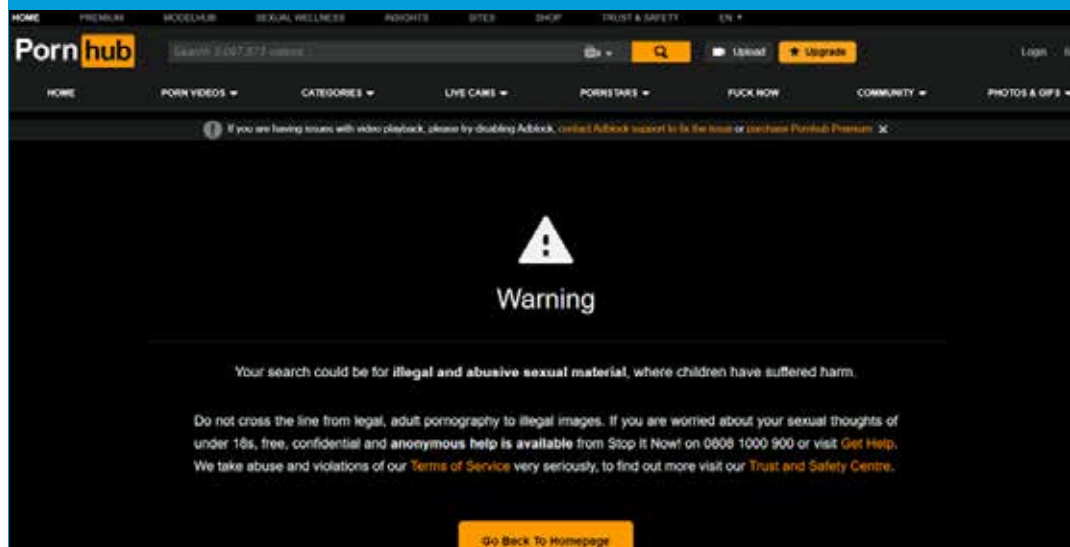 HOME PREMIUM MODELHUB SEXUAL WELLNESS INSIGHTS SITES SHOP TRUST & SAFETY EN
Porn hub Upload Upgrade Login
HOME PORN VIDEOS CATEGORIES LIVE CAMS PORNSTARS FUCK NOW COMMUNITY PHOTOS & GIFS
If you are having issues with video playback, please try disabling Adblock, contact Adblock support to fix the issue or purchase Pornhub Premium X
Warning
Your search could be for illegal and abusive sexual material, where children have suffered harm.
Do not cross the line from legal, adult pornography to illegal images. If you are worried about your sexual thoughts of
under 18s, free, confidential and anonymous help is available from Stop It Now! on 0808 1000 900 or visit Get Help.
We take abuse and violations of our Terms of Service very seriously, to find out more visit our Trust and Safety Centre.
Go Back To Homepage